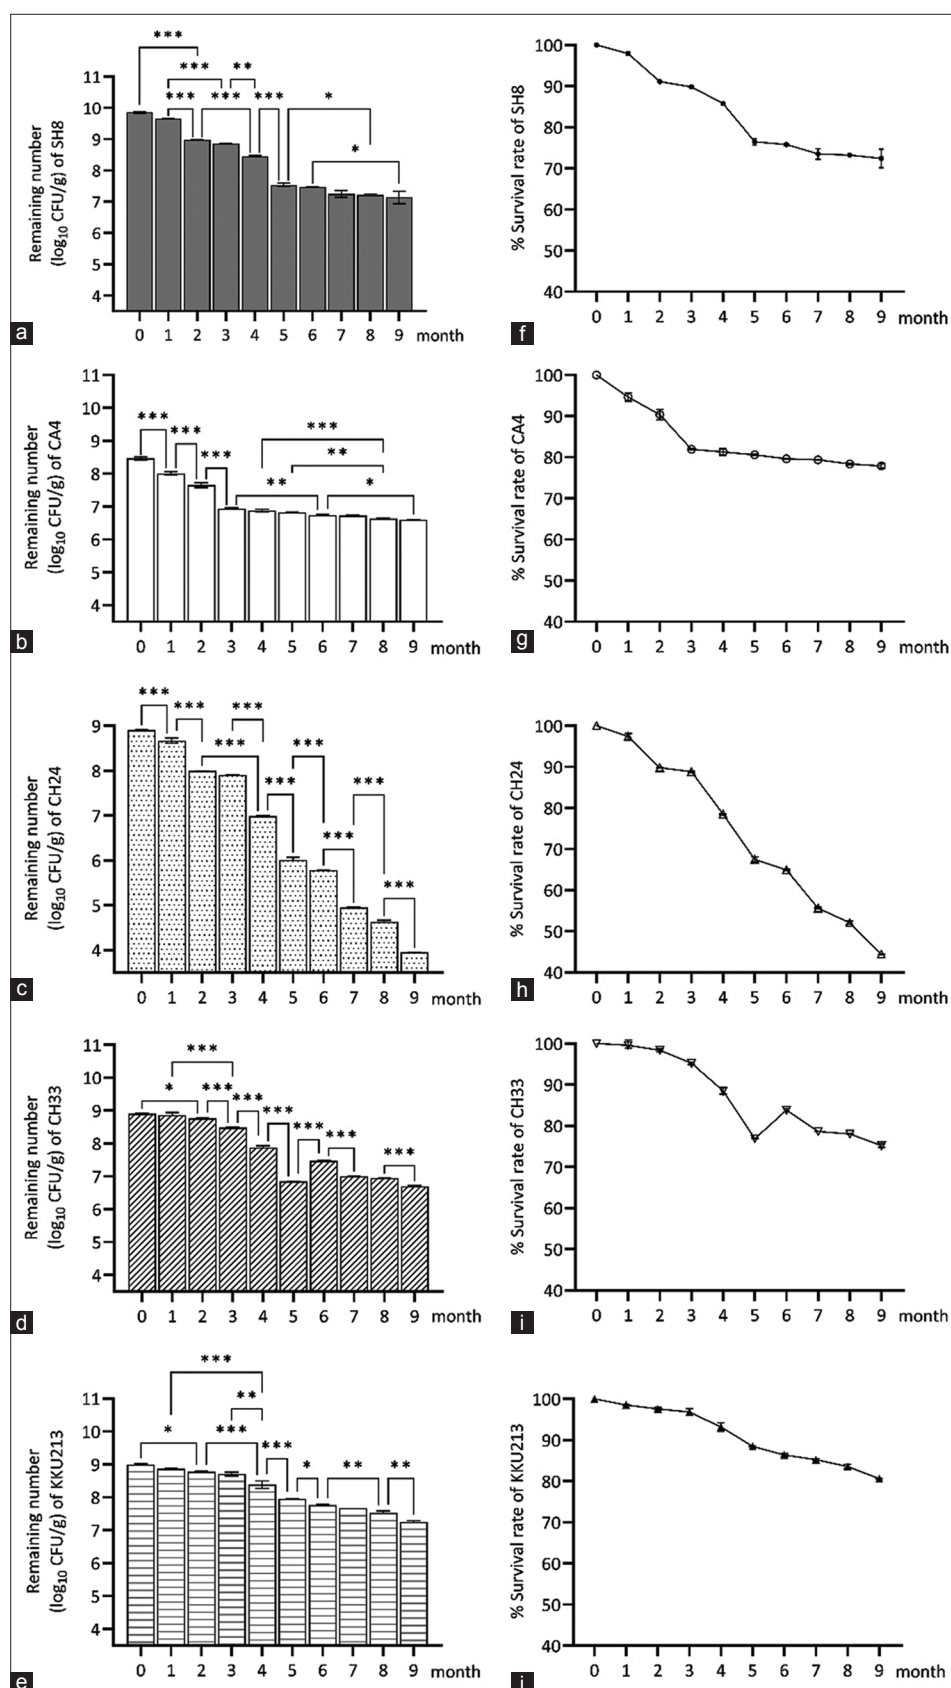 ***
*** **
*** *** *** *
*
Remaining number
(log10 CFU/g) of SH8
11
10
9
8
7
6
5
4
0 1 2 3 4 5 6 7 8 9 month
a
% Survival rate of SH8
100
90
80
70
60
50
40
0 1 2 3 4 5 6 7 8 9 month
f
Remaining number
(log10 CFU/g) of CA4
11
10
9
8
7
6
5
4
*** ***
*** **
*** ** *
0 1 2 3 4 5 6 7 8 9 month
b
% Survival rate of CA4
100
90
80
70
60
50
40
0 1 2 3 4 5 6 7 8 9 month
g
Remaining number
(log10 CFU/g) of CH24
9
8
7
6
5
4
*** *** ***
*** ***
*** ***
***
***
0 1 2 3 4 5 6 7 8 9 month
c
% Survival rate of CH24
100
90
80
70
60
50
40
0 1 2 3 4 5 6 7 8 9 month
h
Remaining number
(log10 CFU/g) of CH33
11
10
9
8
7
6
5
4
***
* *** ***
*** *** ***
***
0 1 2 3 4 5 6 7 8 9 month
d
% Survival rate of CH33
100
90
80
70
60
50
40
0 1 2 3 4 5 6 7 8 9 month
i
Remaining number
(log10 CFU/g) of KKU213
11
10
9
8
7
6
5
4
***
**
* ***
*** * ** **
0 1 2 3 4 5 6 7 8 9 month
e
% Survival rate of KKU213
100
90
80
70
60
50
40
0 1 2 3 4 5 6 7 8 9 month
j